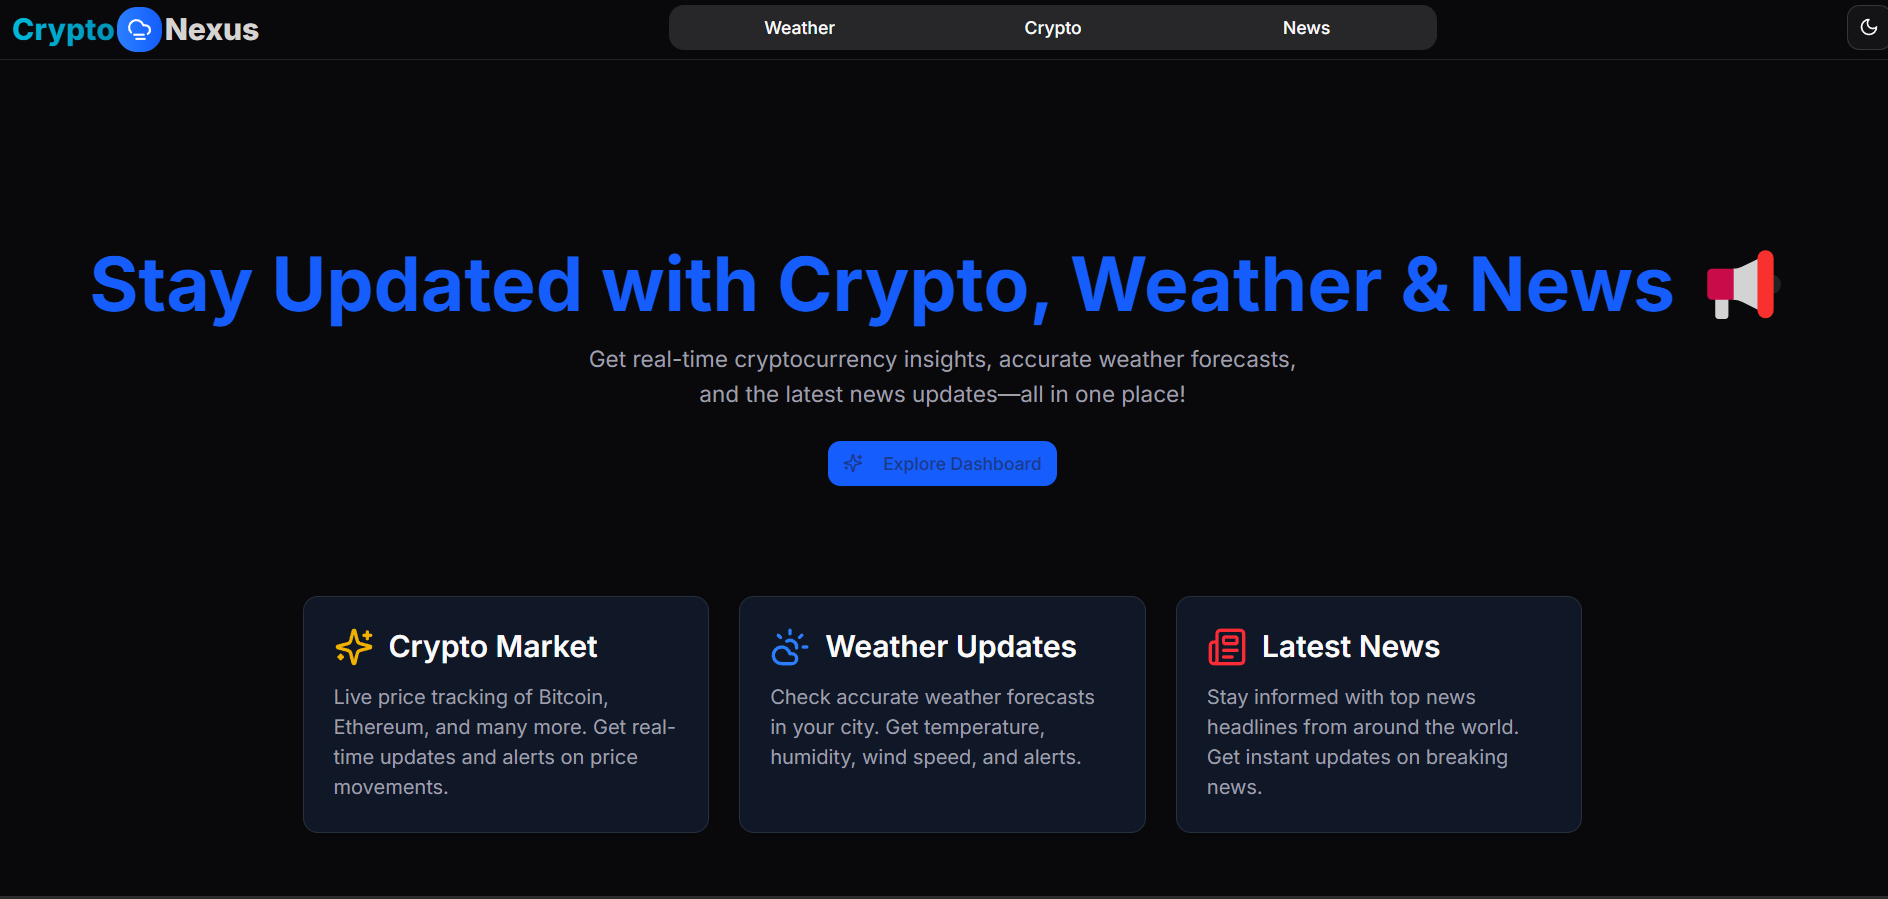 Crypto Nexus
Weather
Crypto
News
Stay Updated with Crypto, Weather & News
Get real-time cryptocurrency insights, accurate weather forecasts,
and the latest news updates—all in one place!
Explore Dashboard
Crypto Market
Live price tracking of Bitcoin,
Ethereum, and many more. Get real-
time updates and alerts on price
movements.
Weather Updates
Check accurate weather forecasts
in your city. Get temperature,
humidity, wind speed, and alerts.
Latest News
Stay informed with top news
headlines from around the world.
Get instant updates on breaking
news.